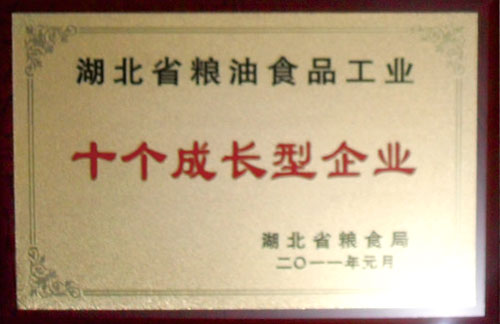 湖北省粮油食品工业
十个成长型企业
湖北省粮食局
二〇一一年元月